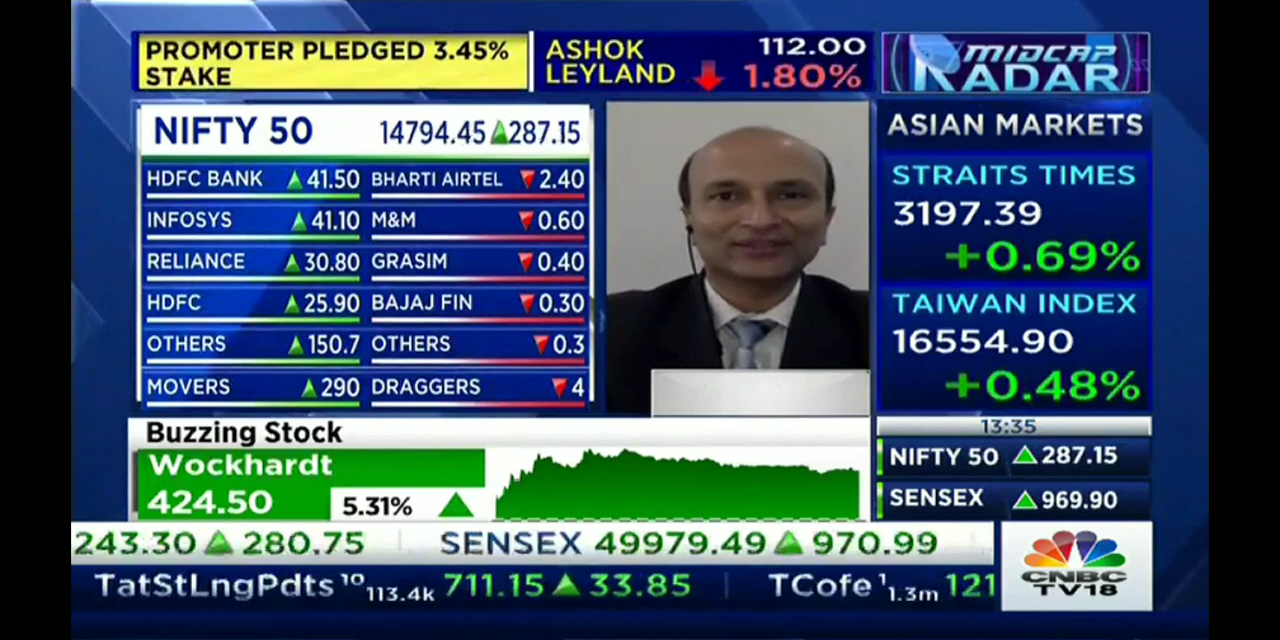 PROMOTER PLEDGED 3.45%
STAKE
ASHOK
LEYLAND
112.00
1.80%
MIDCAP
RADAR
NIFTY 50 14794.45 287.15
HDFC BANK 41.50 BHARTI AIRTEL 2.40
INFOSYS 41.10 M&M 0.60
RELIANCE 30.80 GRASIM 0.40
HDFC 25.90 BAJAJ FIN 0.30
OTHERS 150.7 OTHERS 0.3
MOVERS 290 DRAGGERS 4
ASIAN MARKETS
STRAITS TIMES
3197.39
+0.69%
TAIWAN INDEX
16554.90
+0.48%
13:35
NIFTY 50 287.15
SENSEX 969.90
Buzzing Stock
Wockhardt
424.50
5.31%
243.30 280.75 SENSEX 49979.49 970.99
TatStLngPdts 10 113.4k 711.15 33.85 TCofe 1 1.3m 121
CNBC
TV18